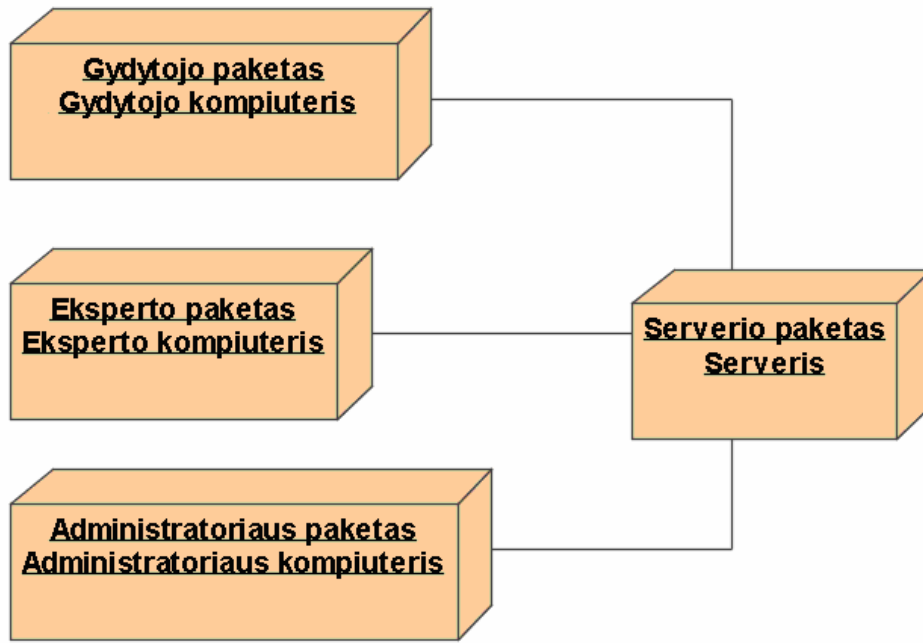 Gydytojo paketas
Gydytojo kompiuteris
Eksperto paketas
Eksperto kompiuteris
Serverio paketas
Serveris
Administratoriaus paketas
Administratoriaus kompiuteris